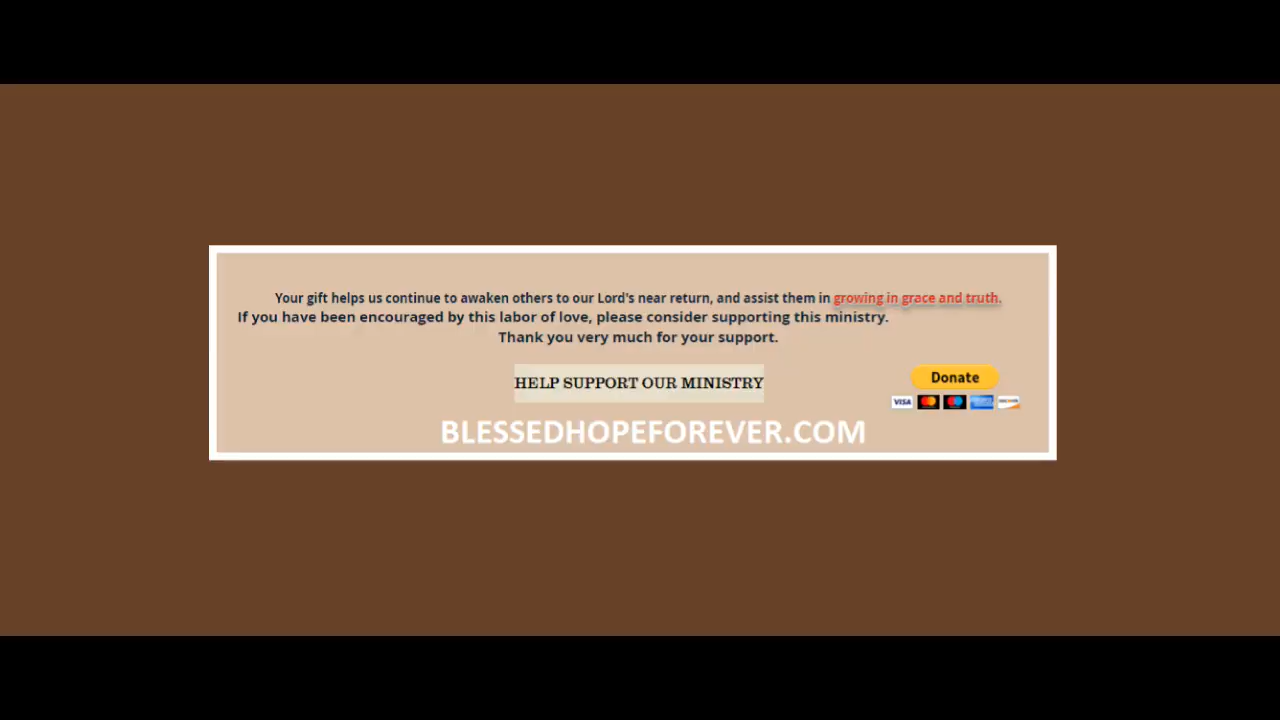 Your gift helps us continue to awaken others to our Lord's near return, and assist them in growing in grace and truth.
If you have been encouraged by this labor of love, please consider supporting this ministry.
Thank you very much for your support.
HELP SUPPORT OUR MINISTRY
Donate
VISA
BLESSEDHOPEFOREVER.COM